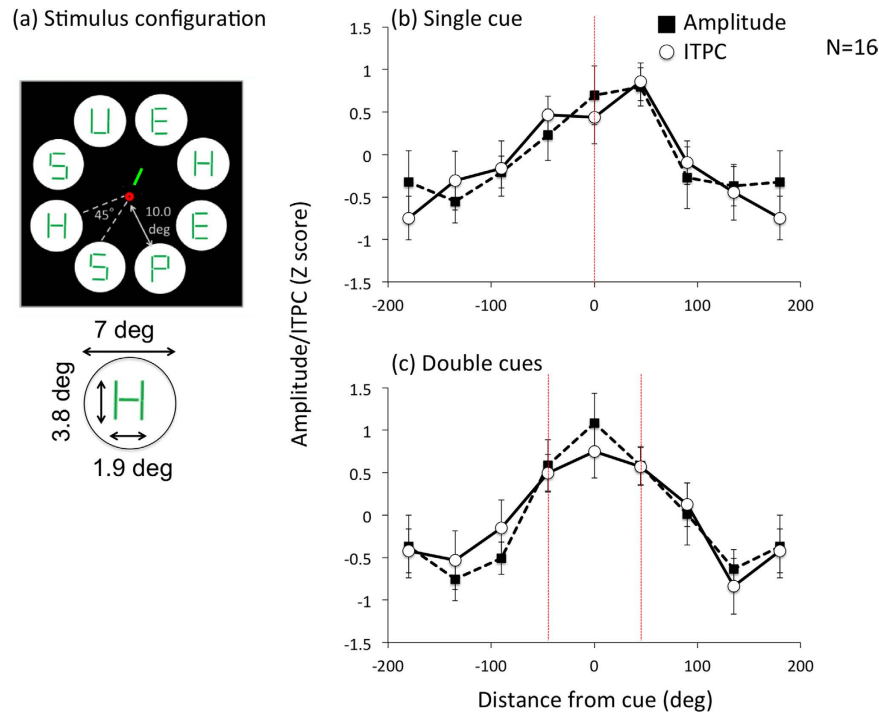 (a) Stimulus configuration
U E
S H
H E
S P
45°
10.0
deg
7 deg
3.8 deg
H
1.9 deg
(b) Single cue
Amplitude
ITPC
N=16
1.5
1
0.5
0
-0.5
-1
-1.5
-200 -100 0 100 200
Amplitude/ITPC (Z score)
(c) Double cues
1.5
1
0.5
0
-0.5
-1
-1.5
-200 -100 0 100 200
Distance from cue (deg)